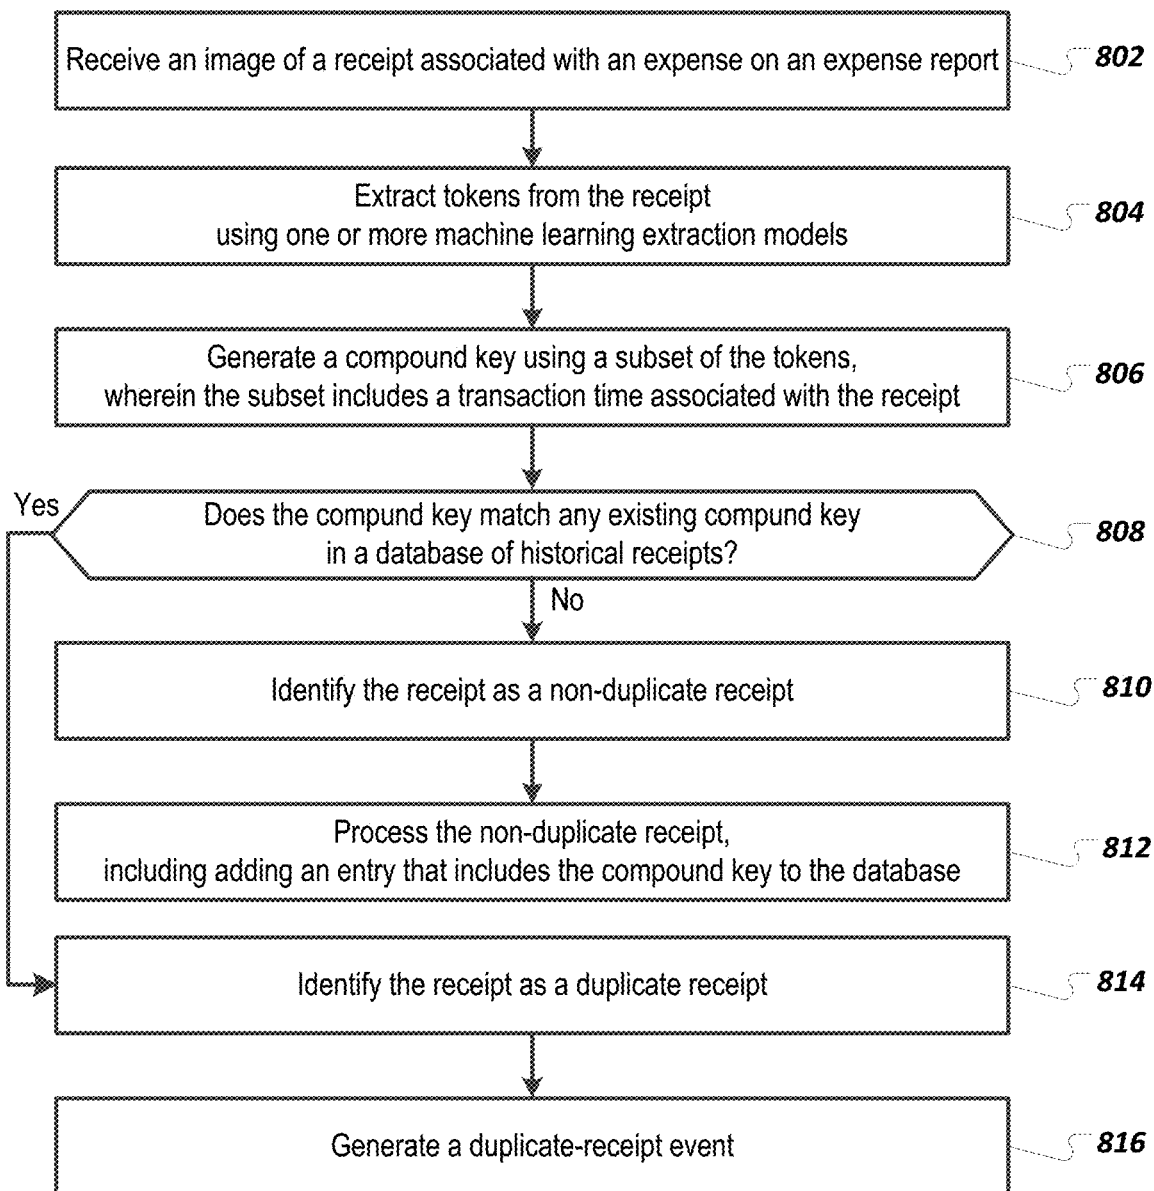 Receive an image of a receipt associated with an expense on an expense report
802
Extract tokens from the receipt
using one or more machine learning extraction models
804
Generate a compound key using a subset of the tokens,
wherein the subset includes a transaction time associated with the receipt
806
Yes
Does the compund key match any existing compund key
in a database of historical receipts?
808
No
Identify the receipt as a non-duplicate receipt
810
Process the non-duplicate receipt,
including adding an entry that includes the compound key to the database
812
Identify the receipt as a duplicate receipt
814
Generate a duplicate-receipt event
816